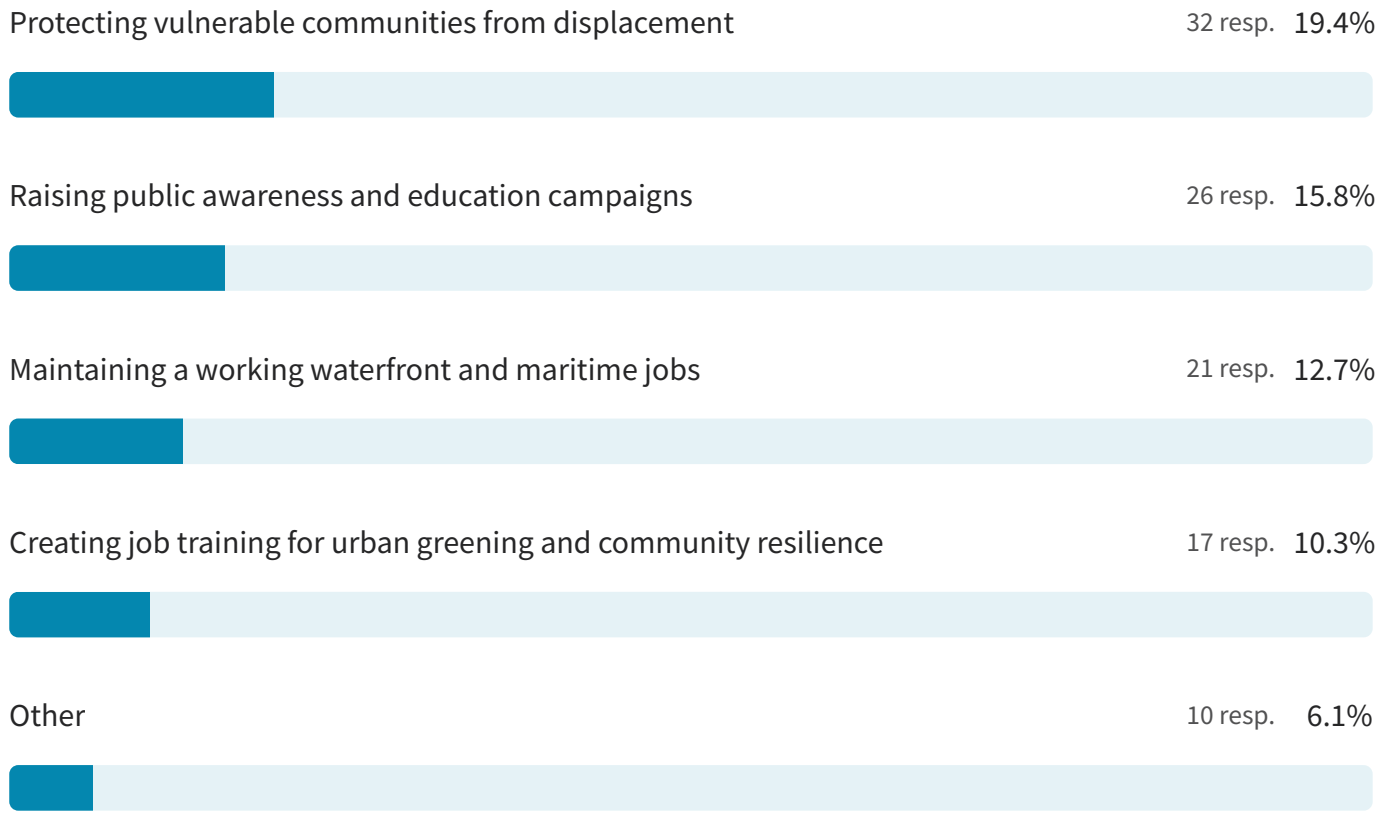 Protecting vulnerable communities from displacement 32 resp. 19.4%
Raising public awareness and education campaigns 26 resp. 15.8%
Maintaining a working waterfront and maritime jobs 21 resp. 12.7%
Creating job training for urban greening and community resilience 17 resp. 10.3%
Other 10 resp. 6.1%